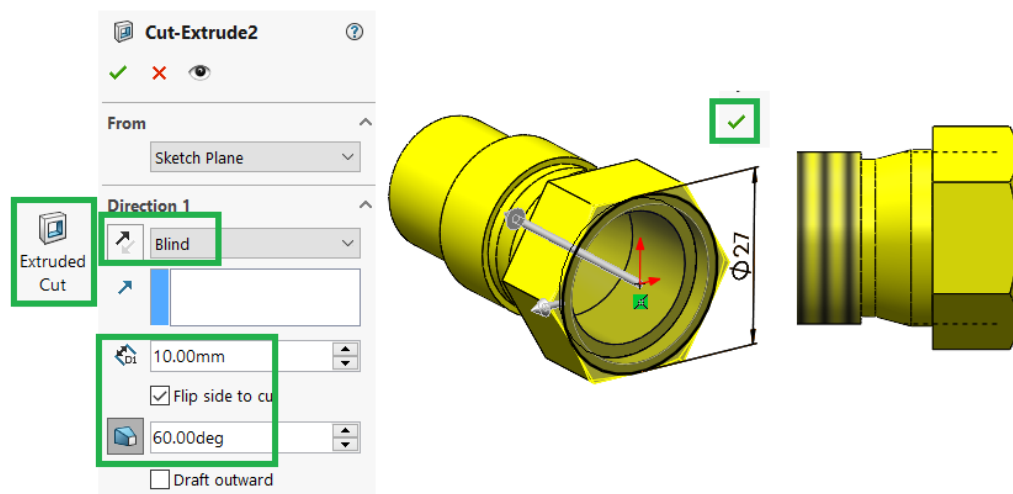 Cut-Extrude2
From
Sketch Plane
Direction 1
Blind
Extruded
Cut
D1
10.00mm
Flip side to cu
60.00deg
Draft outward
Φ27